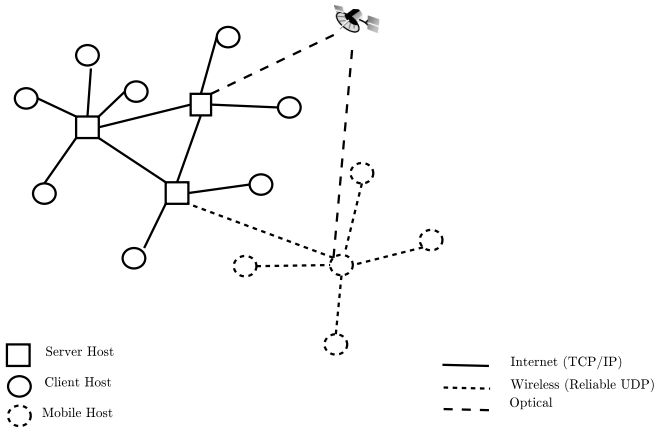 Server Host
Client Host
Mobile Host
Internet (TCP/IP)
Wireless (Reliable UDP)
Optical